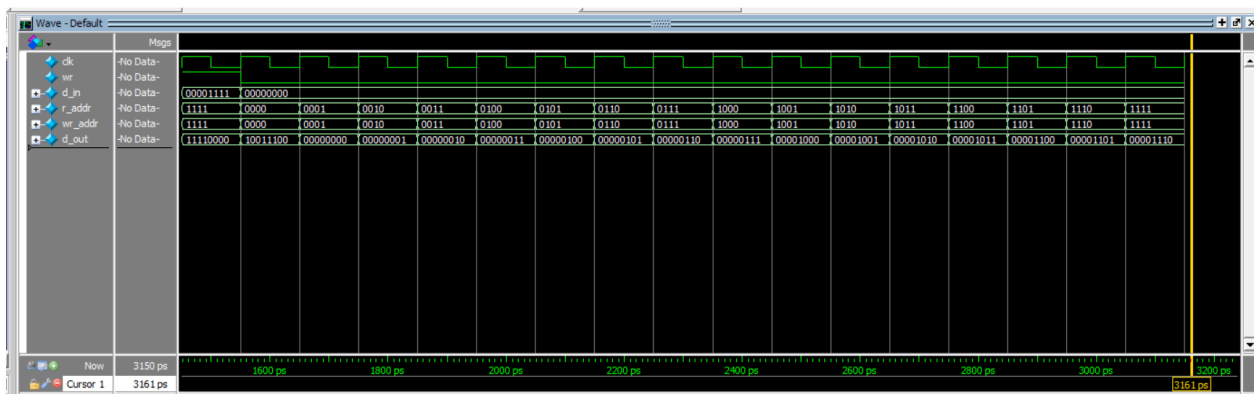 Wave - Default
Msgs
clk -No Data-
wr -No Data-
d_in -No Data- 00001111 00000000
r_addr -No Data- 1111 0000 0001 0010 0011 0100 0101 0110 0111 1000 1001 1010 1011 1100 1101 1110 1111
wr_addr -No Data- 1111 0000 0001 0010 0011 0100 0101 0110 0111 1000 1001 1010 1011 1100 1101 1110 1111
d_out -No Data- 11110000 10011100 00000000 00000001 00000010 00000011 00000100 00000101 00000110 00000111 00001000 00001001 00001010 00001011 00001100 00001101 00001110
Now 3150 ps 1600 ps 1800 ps 2000 ps 2200 ps 2400 ps 2600 ps 2800 ps 3000 ps 3200 ps
Cursor 1 3161 ps 3161 ps